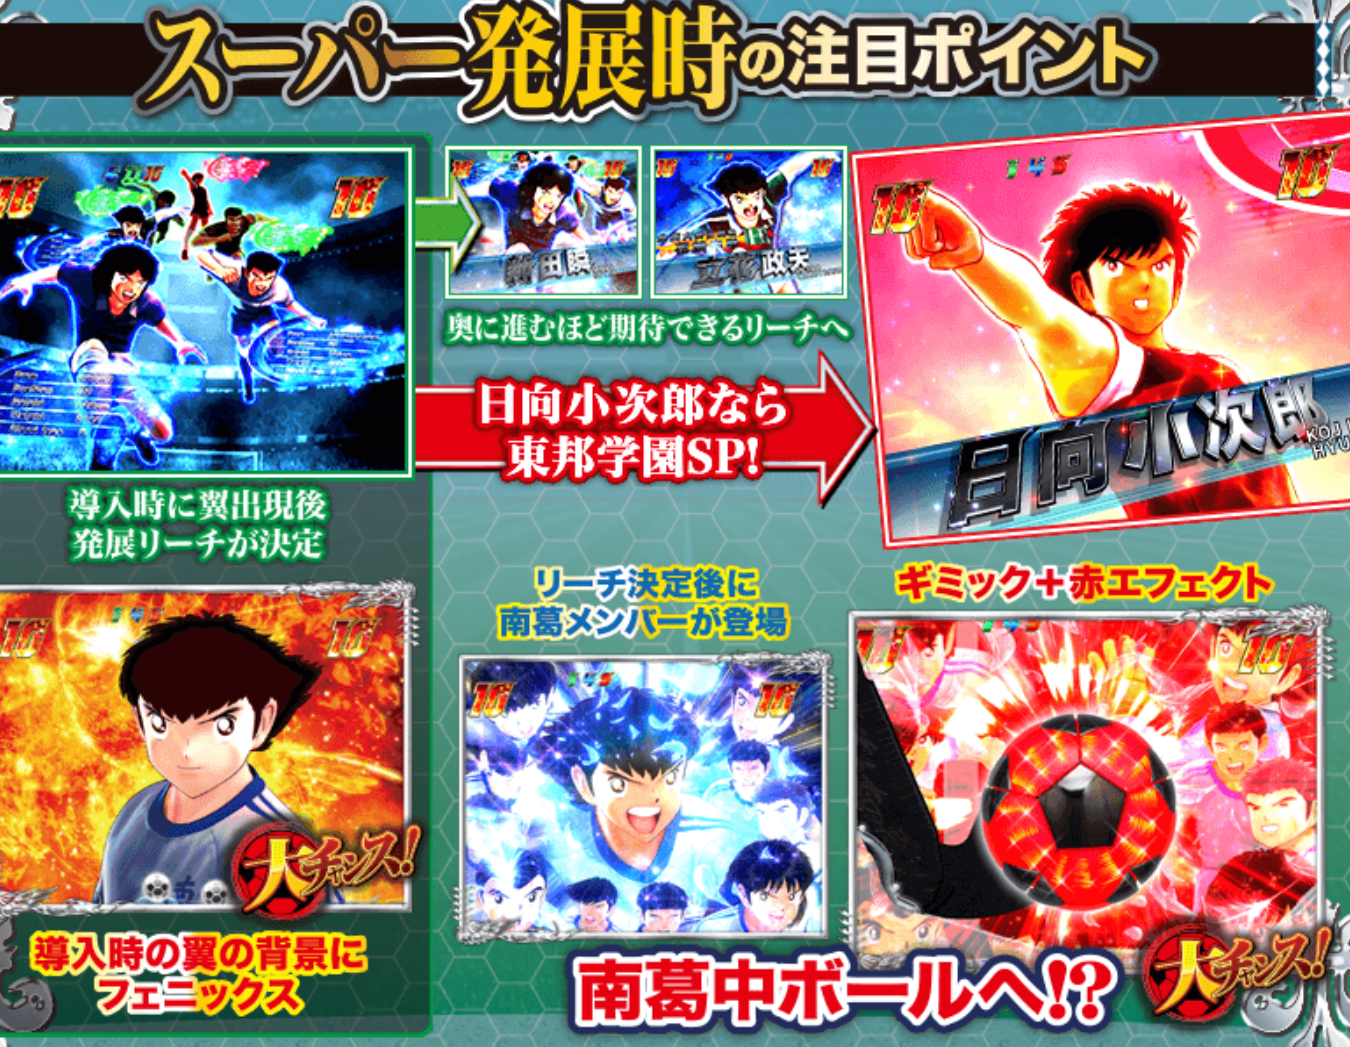 スーパー発展時の注目ポイント
新田瞬
立花政夫
奥に進むほど期待できるリーチへ
日向小次郎なら
東邦学園SP!
日向小次郎
導入時に翼出現後
発展リーチが決定
リーチ決定後に
南葛メンバーが登場
ギミック＋赤エフェクト
大チャンス!
導入時の翼の背景に
フェニックス
南葛中ボールへ!?
大チャンス!